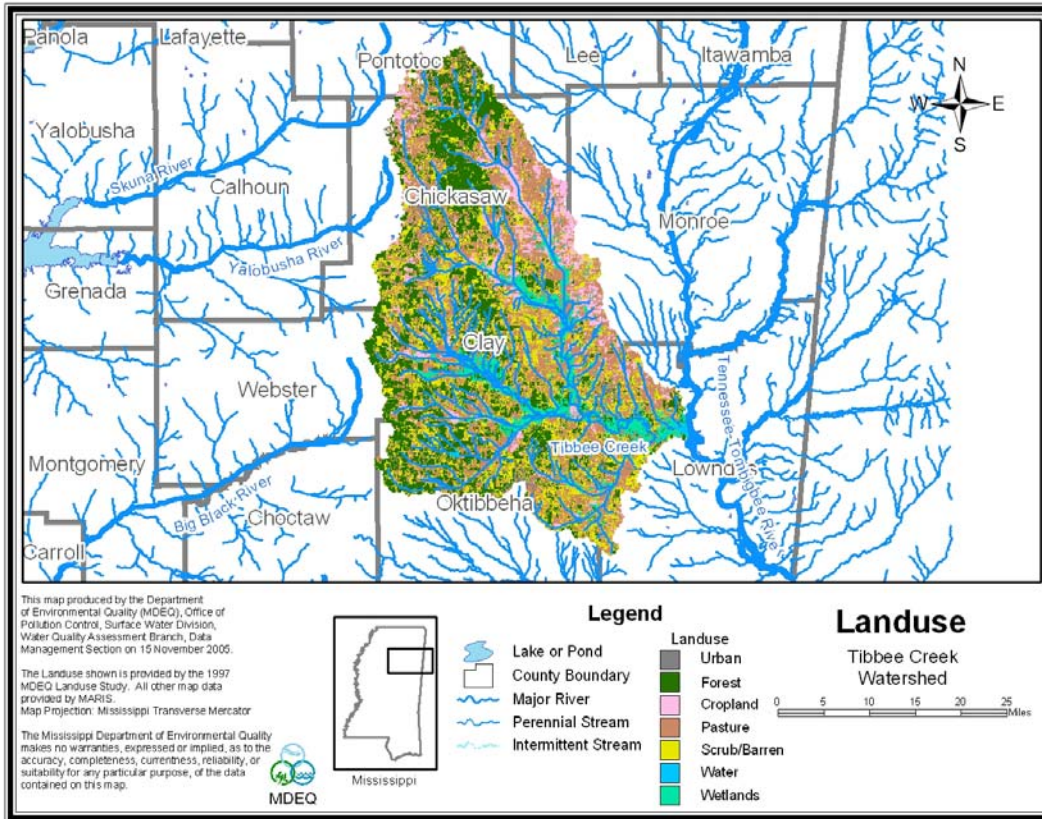 Panola
Lafayette
Pontotoc
Lee
Itawamba
N
W
E
S
Yalobusha
Skuna River
Calhoun
Chickasaw
Monroe
Yalobusha River
Grenada
Clay
Webster
Tennessee-Tombigbee River
Tibbee Creek
Montgomery
Lowndes
Big Black River
Oktibbeha
Choctaw
Carroll
This map produced by the Department
of Environmental Quality (MDEQ), Office of
Pollution Control, Surface Water Division,
Water Quality Assessment Branch, Data
Management Section on 15 November 2005.
The Landuse shown is provided by the 1997
MDEQ Landuse Study. All other map data
provided by MARIS.
Map Projection: Mississippi Transverse Mercator
The Mississippi Department of Environmental Quality
makes no warranties, expressed or implied, as to the
accuracy, completeness, currentness, reliability, or
suitability for any particular purpose, of the data
contained on this map.
MDEQ
Mississippi
Legend
Lake or Pond
County Boundary
Major River
Perennial Stream
Intermittent Stream
Landuse
Urban
Forest
Cropland
Pasture
Scrub/Barren
Water
Wetlands
Landuse
Tibbee Creek
Watershed
0 5 10 15 20 25
Miles